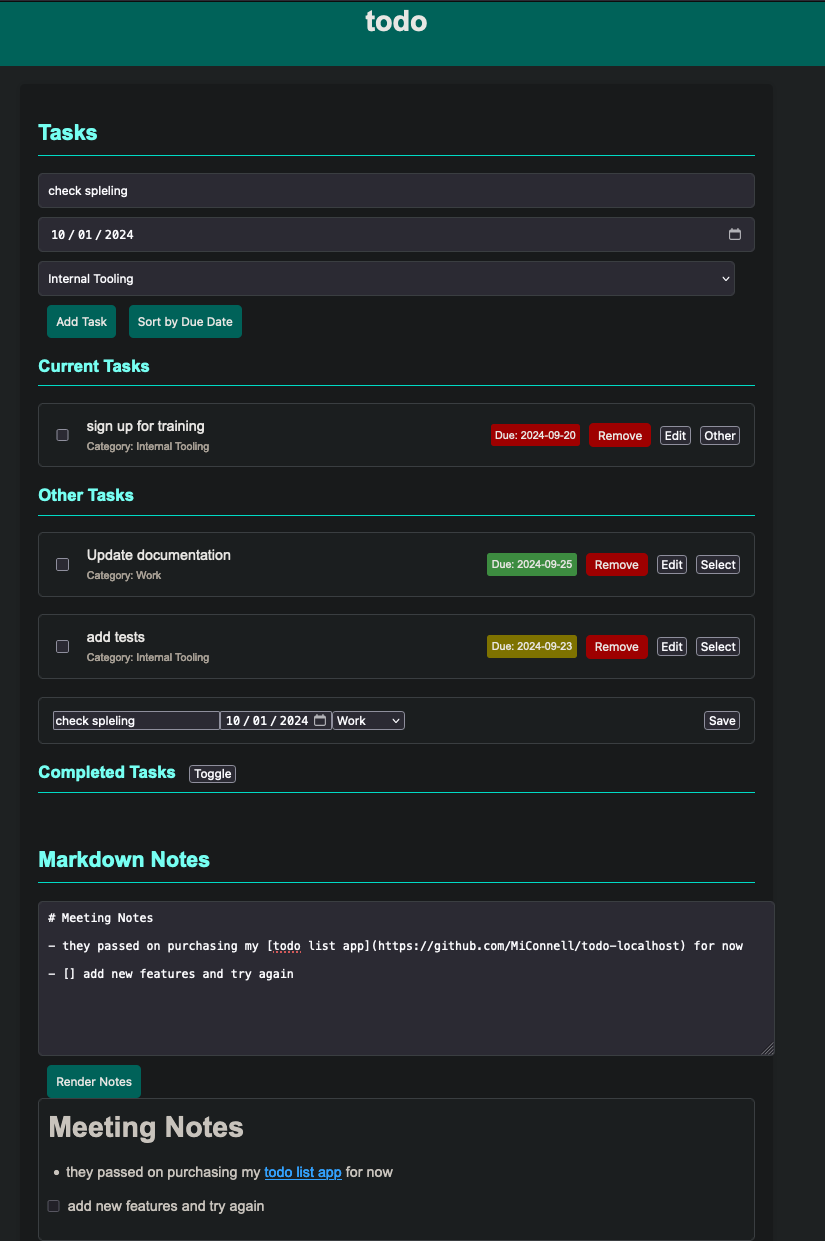 todo
Tasks
check spleling
10 / 01 / 2024
Internal Tooling
Add Task Sort by Due Date
Current Tasks
sign up for training
Category: Internal Tooling
Due: 2024-09-20 Remove Edit Other
Other Tasks
Update documentation
Category: Work
Due: 2024-09-25 Remove Edit Select
add tests
Category: Internal Tooling
Due: 2024-09-23 Remove Edit Select
check spleling 10 / 01 / 2024 Work Save
Completed Tasks Toggle
Markdown Notes
# Meeting Notes
- they passed on purchasing my [todo list app](https://github.com/MiConnell/todo-localhost) for now
- [] add new features and try again
Render Notes
Meeting Notes
• they passed on purchasing my todo list app for now
add new features and try again